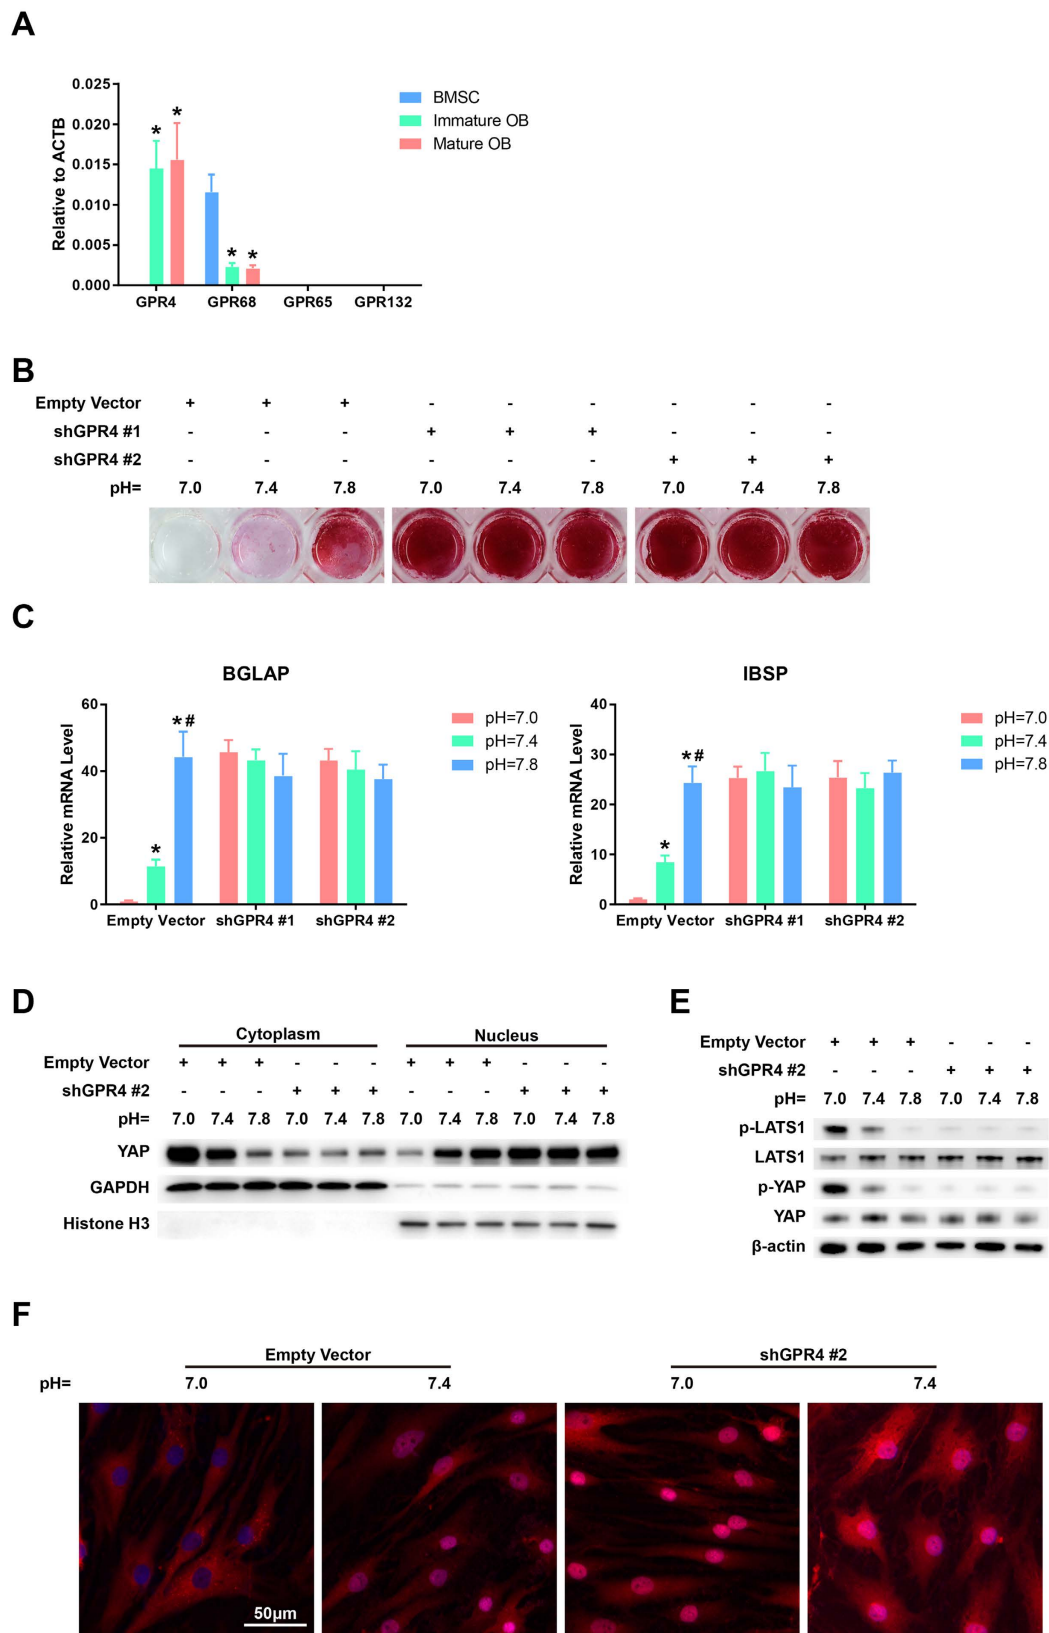 A
Relative to ACTB
0.025
0.020
0.015
0.010
0.005
0.000
* *
* *
GPR4 GPR68 GPR65 GPR132
BMSC
Immature OB
Mature OB
B
Empty Vector + + + - - - - - -
shGPR4 #1 - - - + + + - - -
shGPR4 #2 - - - - - - + + +
pH= 7.0 7.4 7.8 7.0 7.4 7.8 7.0 7.4 7.8
C
BGLAP
Relative mRNA Level
60
40
20
0
*
*#
Empty Vector shGPR4 #1 shGPR4 #2
pH=7.0
pH=7.4
pH=7.8
IBSP
Relative mRNA Level
40
30
20
10
0
*
*#
Empty Vector shGPR4 #1 shGPR4 #2
pH=7.0
pH=7.4
pH=7.8
D
Cytoplasm Nucleus
Empty Vector + + + - - - + + + - - -
shGPR4 #2 - - - + + + - - - + + +
pH= 7.0 7.4 7.8 7.0 7.4 7.8 7.0 7.4 7.8 7.0 7.4 7.8
YAP
GAPDH
Histone H3
E
Empty Vector + + + - - -
shGPR4 #2 - - - + + +
pH= 7.0 7.4 7.8 7.0 7.4 7.8
p-LATS1
LATS1
p-YAP
YAP
β-actin
F
Empty Vector shGPR4 #2
pH= 7.0 7.4 7.0 7.4
50μm